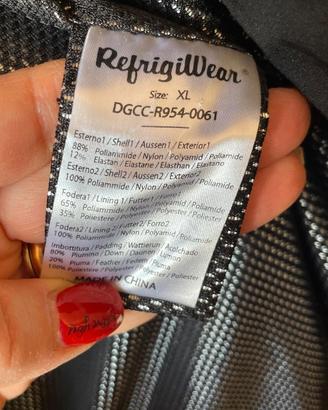 RefrigiWear®
Size: XL
DGCC-R954-0061
Esterno1 / Shell1 / Aussen1 / Exterior1
88% Poliammide / Nylon / Polyamid / Poliamide
12% Elastan / Elastane / Elasthan / Elastano
Esterno2 / Shell2 / Aussen2 / Exterior2
100% Poliammide / Nylon / Polyamid / Poliamide
Fodera1 / Lining 1 / Futter1 / Forro1
65% Poliammide / Nylon / Polyamid / Poliamide
35% Poliestere / Polyester / Polyester / Poliester
Fodera2 / Lining 2 / Futter2/ Forro2
100% Poliammide / Nylon / Polyamid / Poliamide
Imbottitura / Padding / Wattierun / Acolchado
80% Piumino / Down / Daunen /
20% Piuma / Feather / Federn / Pluma
100% Poliestere / Polyester / Polyester / Poliester
MADE IN CHINA